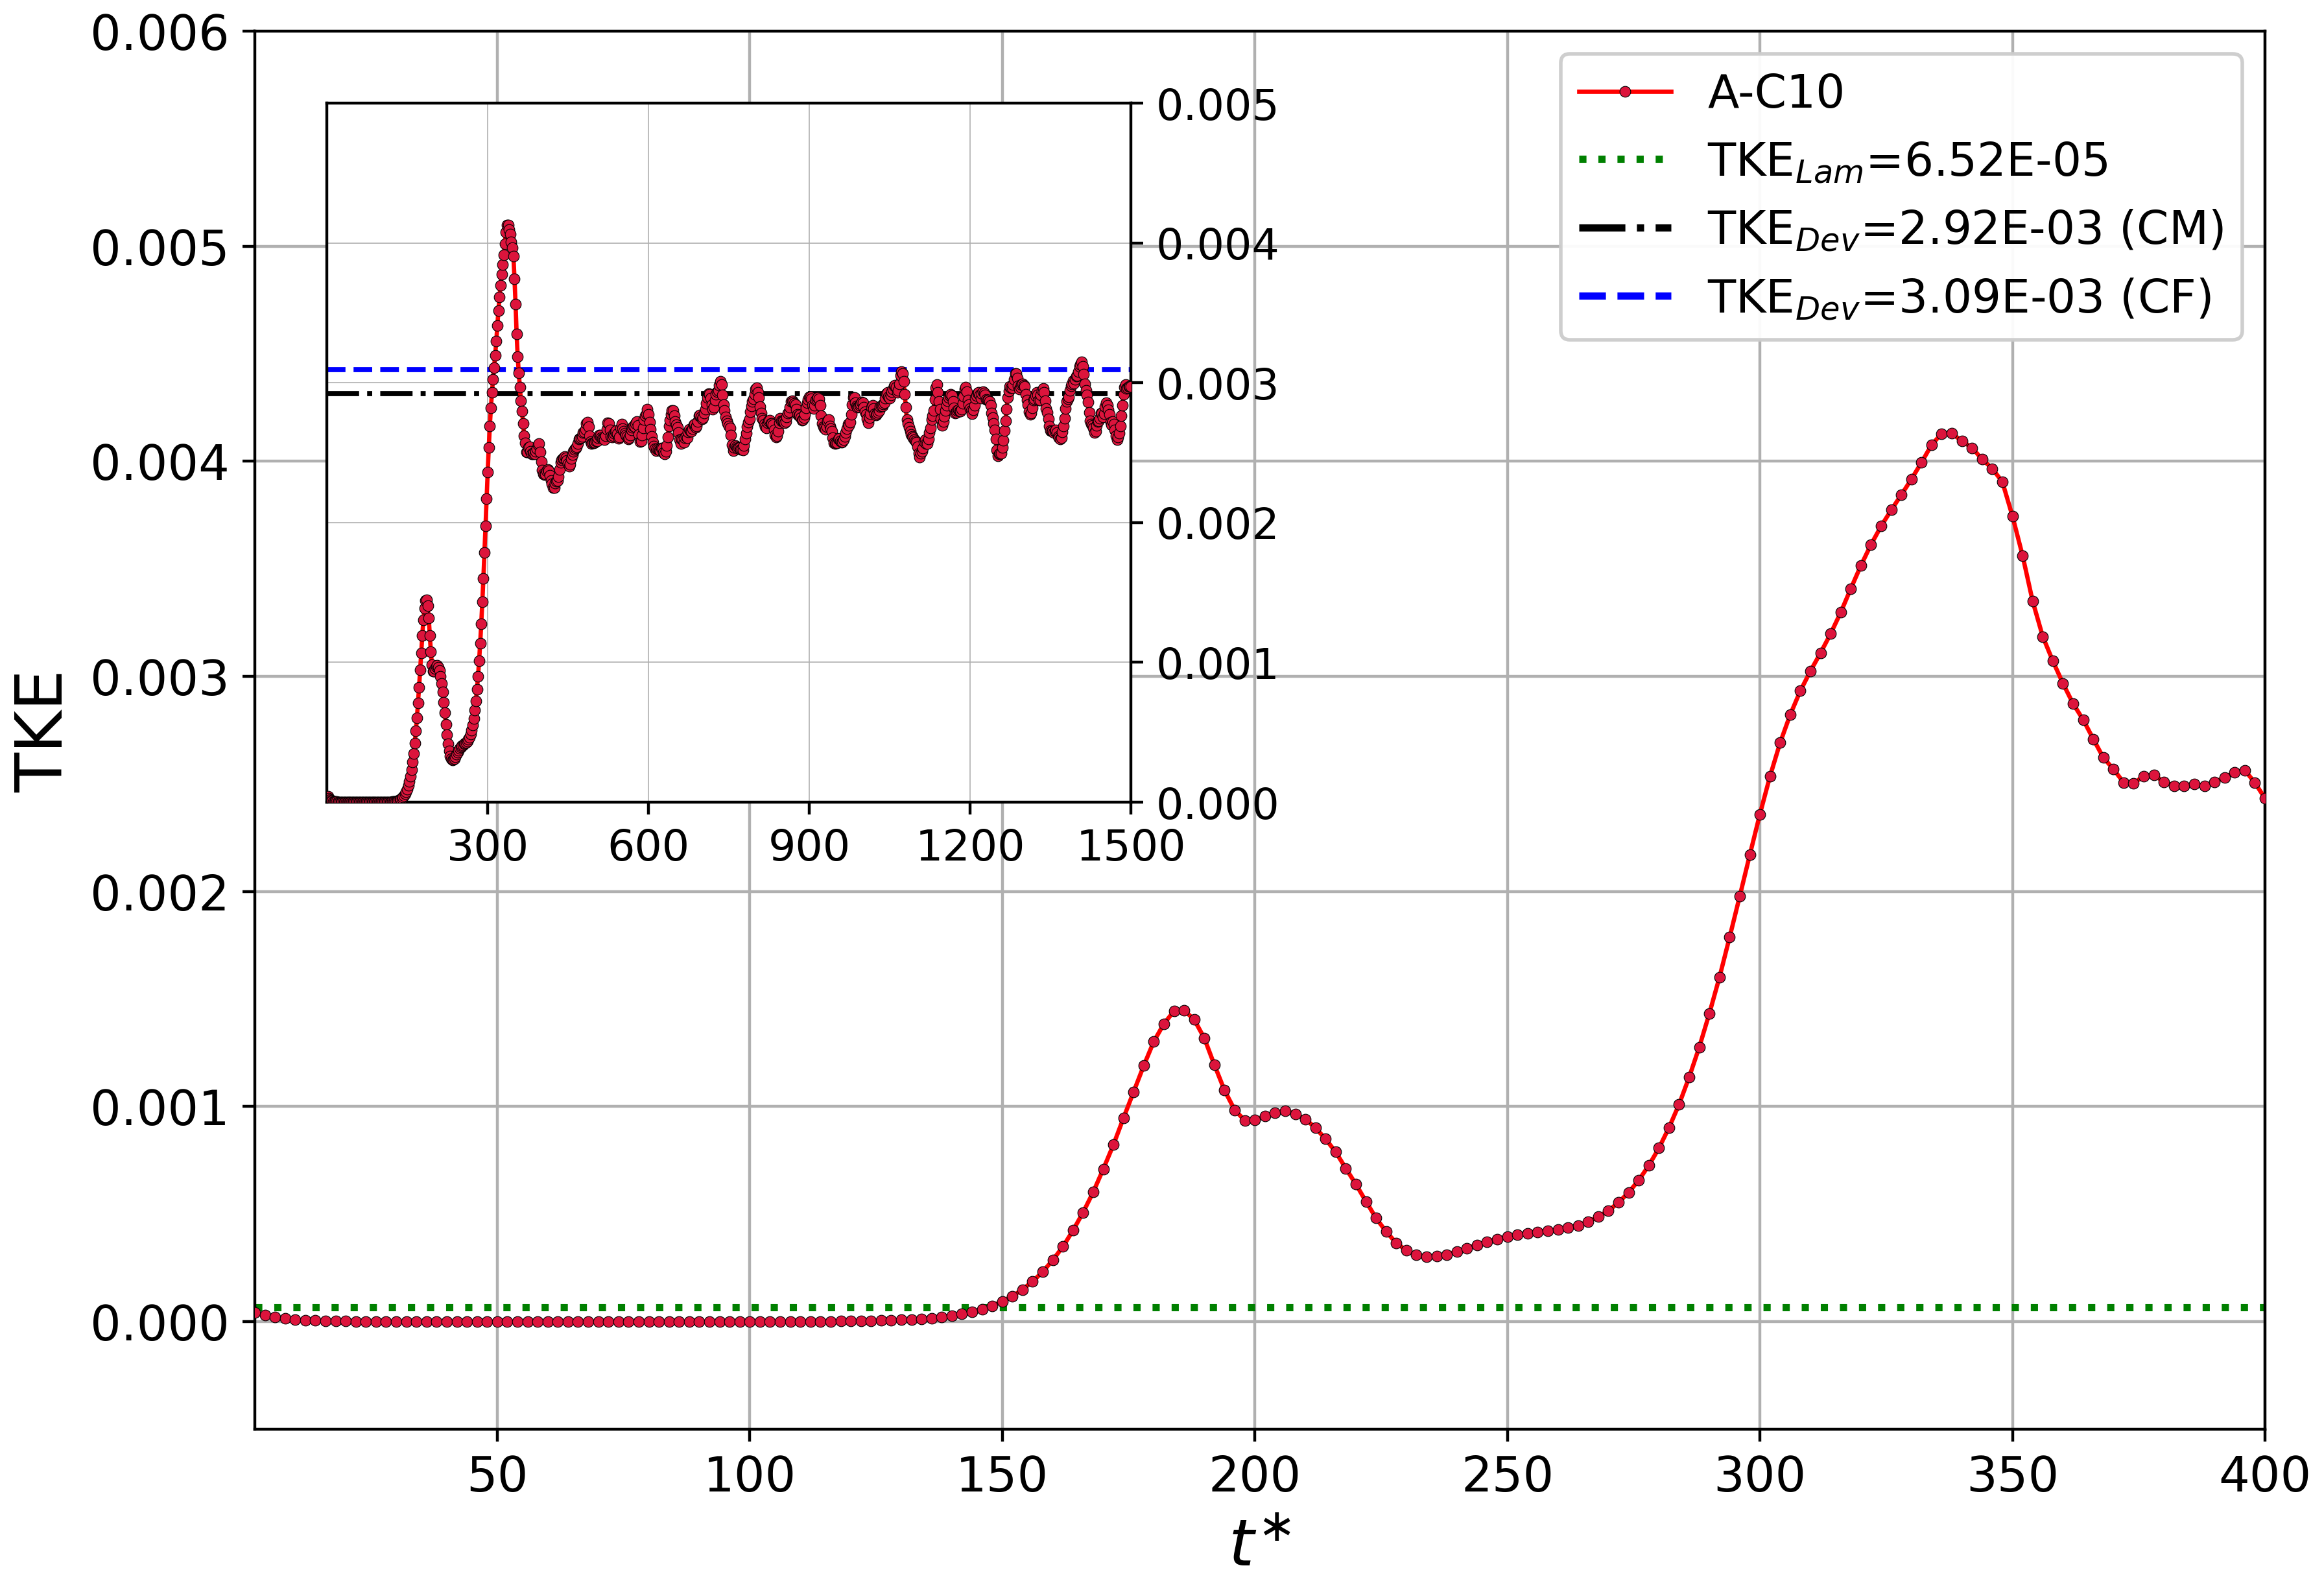 0.006
0.005
0.004
0.003
0.002
0.001
0.000
TKE
50 100 150 200 250 300 350 400
t*
0.005
0.004
0.003
0.002
0.001
0.000
300 600 900 1200 1500
A-C10
TKE_Lam=6.52E-05
TKE_Dev=2.92E-03 (CM)
TKE_Dev=3.09E-03 (CF)